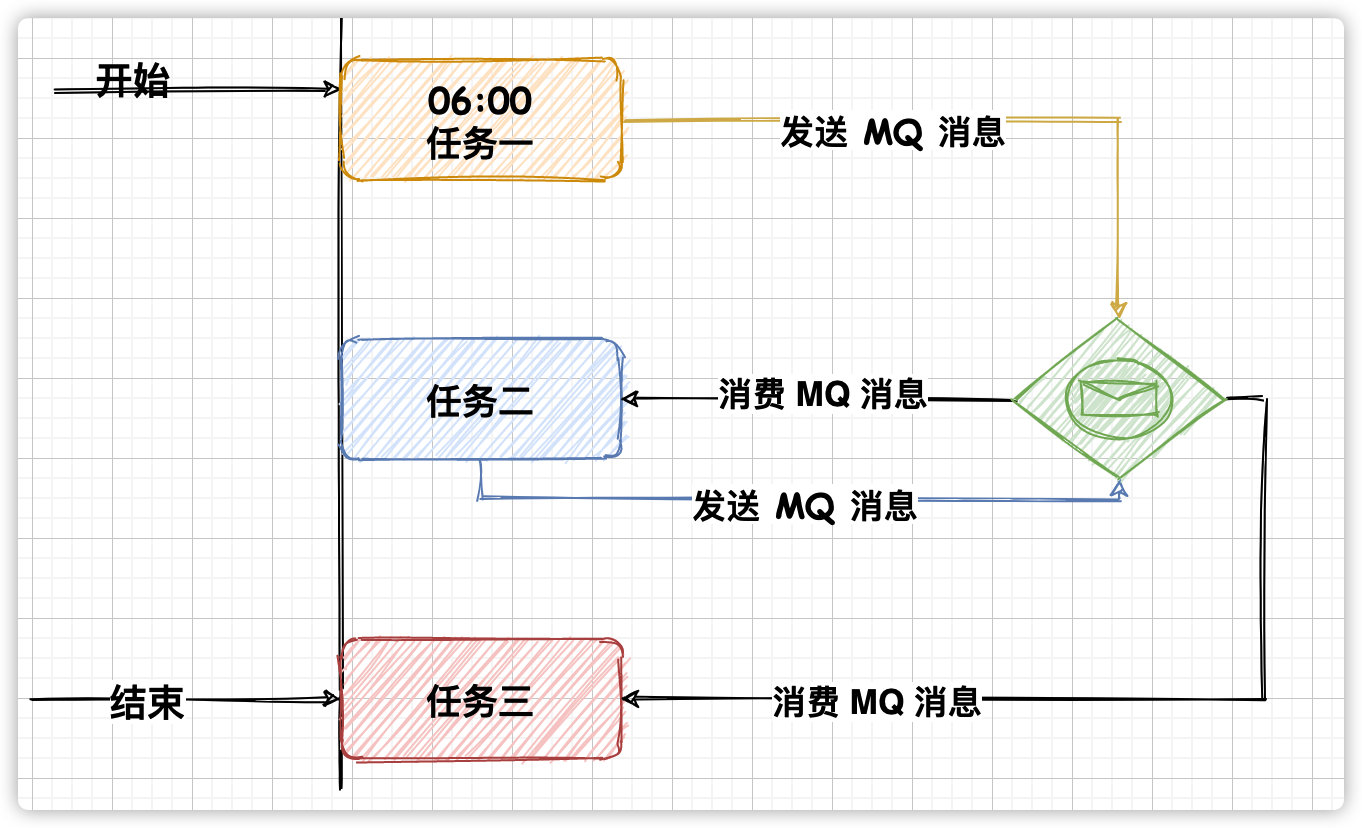 开始
06:00
任务一
发送 MQ 消息
任务二
消费 MQ 消息
发送 MQ 消息
结束
任务三
消费 MQ 消息